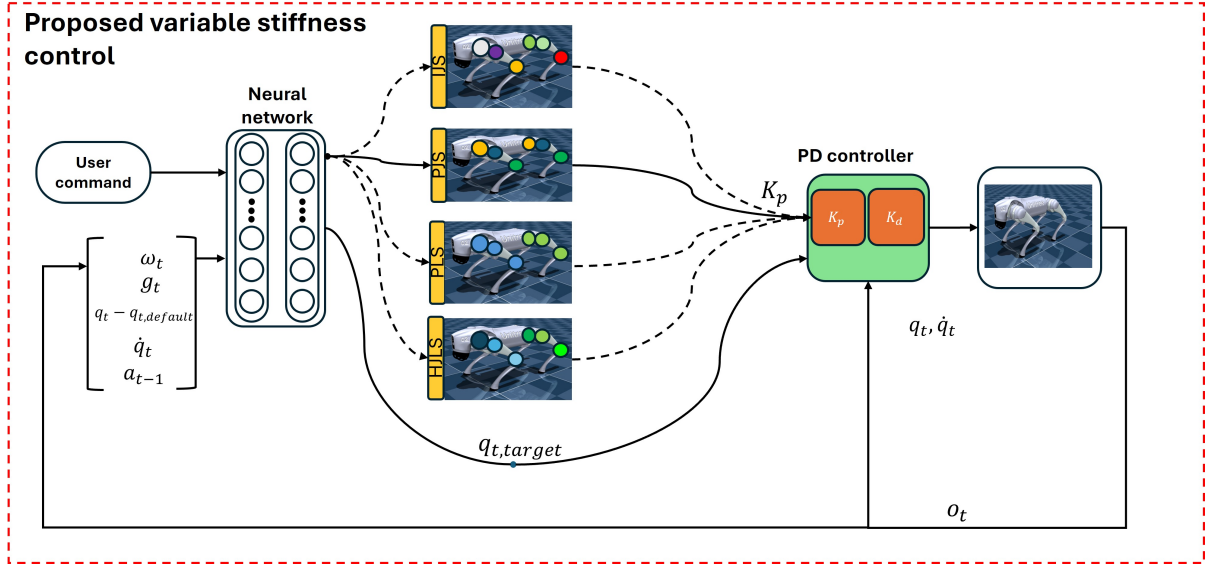 Proposed variable stiffness
control
Neural
network
User
command
ω_t
g_t
q_t − q_{t,default}
q̇_t
a_{t−1}
IJS
PJS
PLS
HJLS
K_p
q_{t,target}
PD controller
K_p
K_d
q_t, q̇_t
o_t